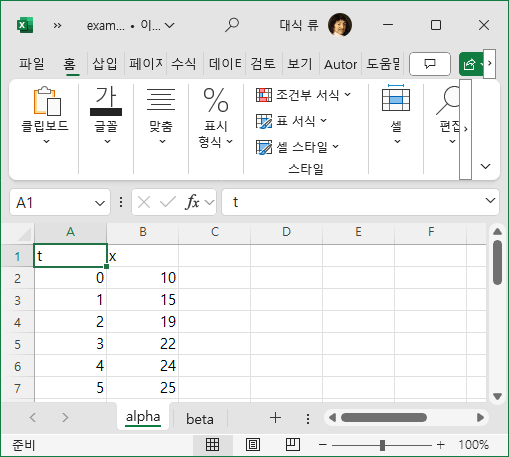 exam... • 이... 대식 류
파일 홈 삽입 페이지 수식 데이터 검토 보기 Autor 도움말
클립보드 글꼴 맞춤 표시 형식 조건부 서식 표 서식 셀 스타일 스타일 셀 편집
A1 fx t
A B C D E F
1 t x
2 0 10
3 1 15
4 2 19
5 3 22
6 4 24
7 5 25
alpha beta
준비 100%